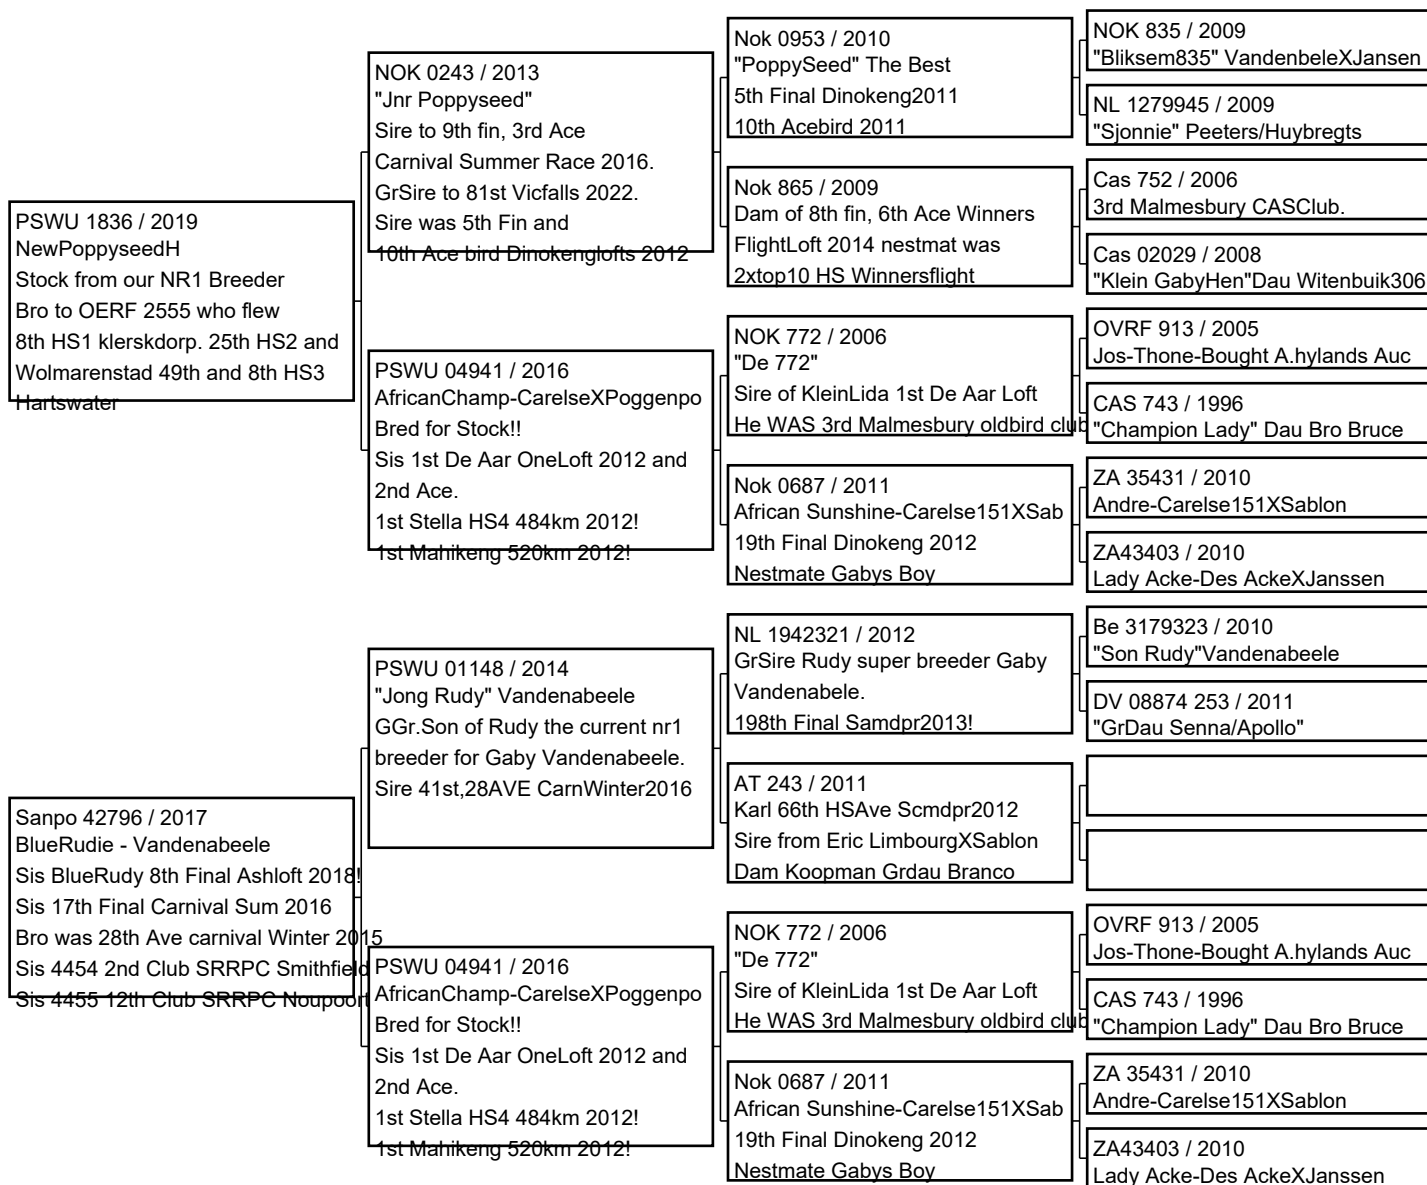 PSWU 1836 / 2019
NewPoppyseedH
Stock from our NR1 Breeder
Bro to OERF 2555 who flew
8th HS1 klerskdorp. 25th HS2 and
Wolmarenstad 49th and 8th HS3
Hartswater
Sanpo 42796 / 2017
BlueRudie - Vandenabeele
Sis BlueRudy 8th Final Ashloft 2018!
Sis 17th Final Carnival Sum 2016
Bro was 28th Ave carnival Winter 2015
Sis 4454 2nd Club SRRPC Smithfield
Sis 4455 12th Club SRRPC Noupoort
NOK 0243 / 2013
"Jnr Poppyseed"
Sire to 9th fin, 3rd Ace
Carnival Summer Race 2016.
GrSire to 81st Vicfalls 2022.
Sire was 5th Fin and
10th Ace bird Dinokenglofts 2012
PSWU 04941 / 2016
AfricanChamp-CarelseXPoggenpo
Bred for Stock!!
Sis 1st De Aar OneLoft 2012 and
2nd Ace.
1st Stella HS4 484km 2012!
1st Mahikeng 520km 2012!
PSWU 01148 / 2014
"Jong Rudy" Vandenabeele
GGr.Son of Rudy the current nr1
breeder for Gaby Vandenabeele.
Sire 41st,28AVE CarnWinter2016
PSWU 04941 / 2016
AfricanChamp-CarelseXPoggenpo
Bred for Stock!!
Sis 1st De Aar OneLoft 2012 and
2nd Ace.
1st Stella HS4 484km 2012!
1st Mahikeng 520km 2012!
Nok 0953 / 2010
"PoppySeed" The Best
5th Final Dinokeng2011
10th Acebird 2011
Nok 865 / 2009
Dam of 8th fin, 6th Ace Winners
FlightLoft 2014 nestmat was
2xtop10 HS Winnersflight
NOK 772 / 2006
"De 772"
Sire of KleinLida 1st De Aar Loft
He WAS 3rd Malmesbury oldbird club
Nok 0687 / 2011
African Sunshine-Carelse151XSab
19th Final Dinokeng 2012
Nestmate Gabys Boy
NL 1942321 / 2012
GrSire Rudy super breeder Gaby
Vandenabele.
198th Final Samdpr2013!
AT 243 / 2011
Karl 66th HSAve Scmdpr2012
Sire from Eric LimbourgXSablon
Dam Koopman Grdau Branco
NOK 772 / 2006
"De 772"
Sire of KleinLida 1st De Aar Loft
He WAS 3rd Malmesbury oldbird club
Nok 0687 / 2011
African Sunshine-Carelse151XSab
19th Final Dinokeng 2012
Nestmate Gabys Boy
NOK 835 / 2009
"Bliksem835" VandenbeleXJansen
NL 1279945 / 2009
"Sjonnie" Peeters/Huybregts
Cas 752 / 2006
3rd Malmesbury CASClub.
Cas 02029 / 2008
"Klein GabyHen"Dau Witenbuik306
OVRF 913 / 2005
Jos-Thone-Bought A.hylands Auc
CAS 743 / 1996
"Champion Lady" Dau Bro Bruce
ZA 35431 / 2010
Andre-Carelse151XSablon
ZA43403 / 2010
Lady Acke-Des AckeXJanssen
Be 3179323 / 2010
"Son Rudy"Vandenabeele
DV 08874 253 / 2011
"GrDau Senna/Apollo"
OVRF 913 / 2005
Jos-Thone-Bought A.hylands Auc
CAS 743 / 1996
"Champion Lady" Dau Bro Bruce
ZA 35431 / 2010
Andre-Carelse151XSablon
ZA43403 / 2010
Lady Acke-Des AckeXJanssen